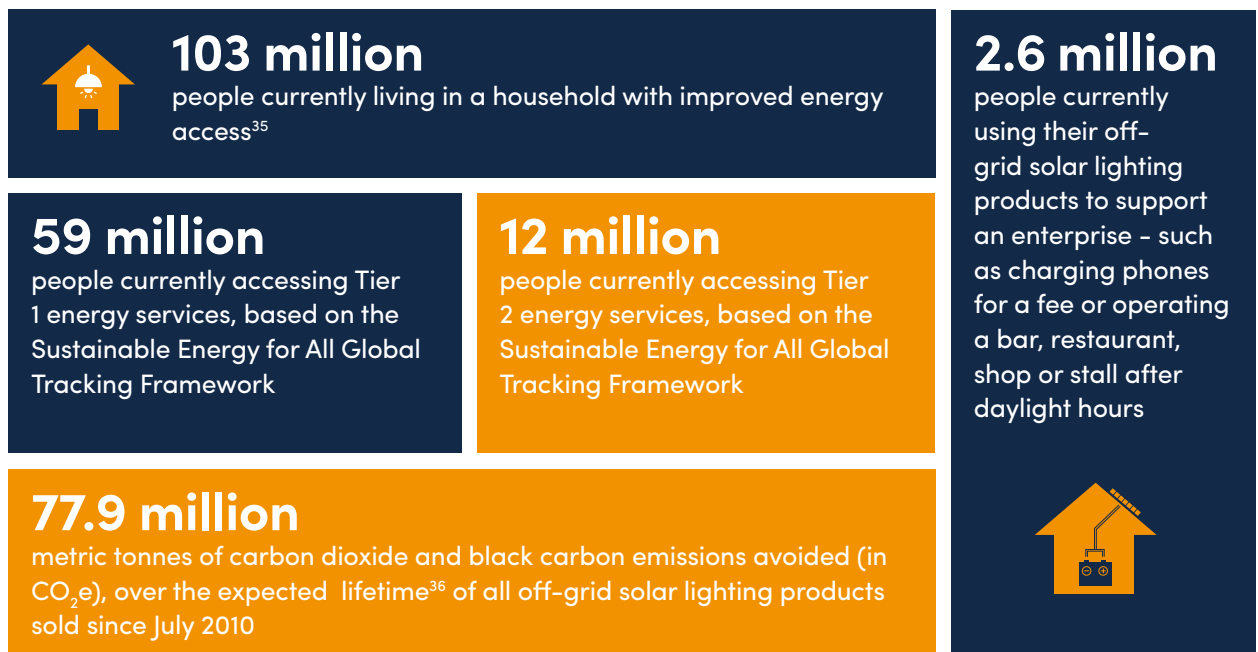 103 million
people currently living in a household with improved energy
access³⁵
59 million
people currently accessing Tier
1 energy services, based on the
Sustainable Energy for All Global
Tracking Framework
12 million
people currently accessing Tier
2 energy services, based on the
Sustainable Energy for All Global
Tracking Framework
77.9 million
metric tonnes of carbon dioxide and black carbon emissions avoided (in
CO₂e), over the expected lifetime³⁶ of all off-grid solar lighting products
sold since July 2010
2.6 million
people currently
using their off-
grid solar lighting
products to support
an enterprise - such
as charging phones
for a fee or operating
a bar, restaurant,
shop or stall after
daylight hours